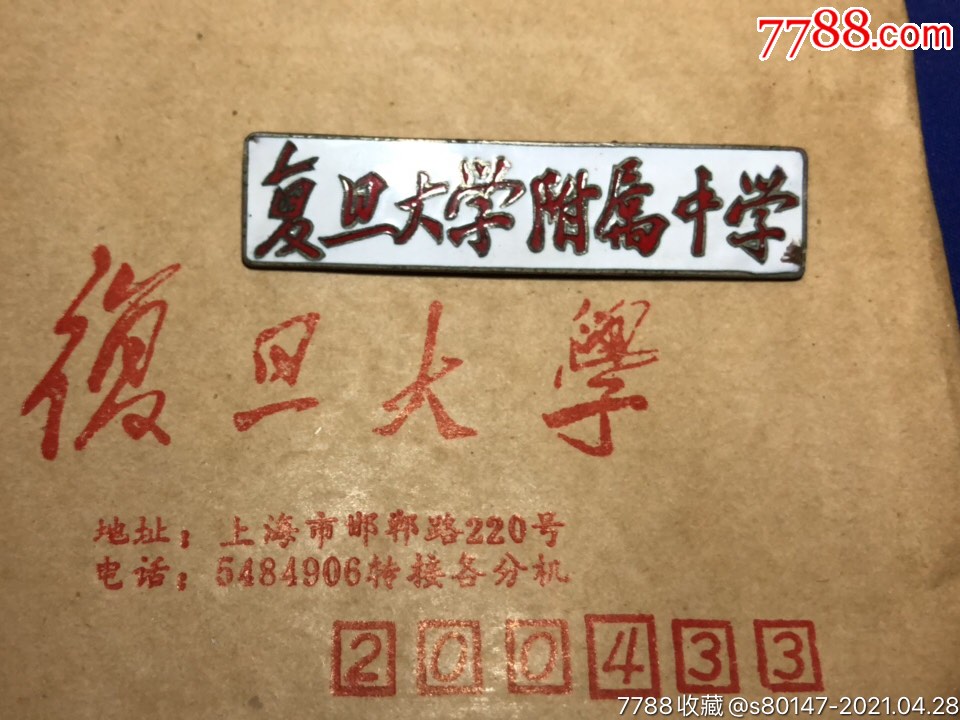 7788.com
复旦大学附属中学
復旦大學
地址：上海市邯郸路220号
电话：5484906转接各分机
200433
7788收藏@s80147-2021.04.28